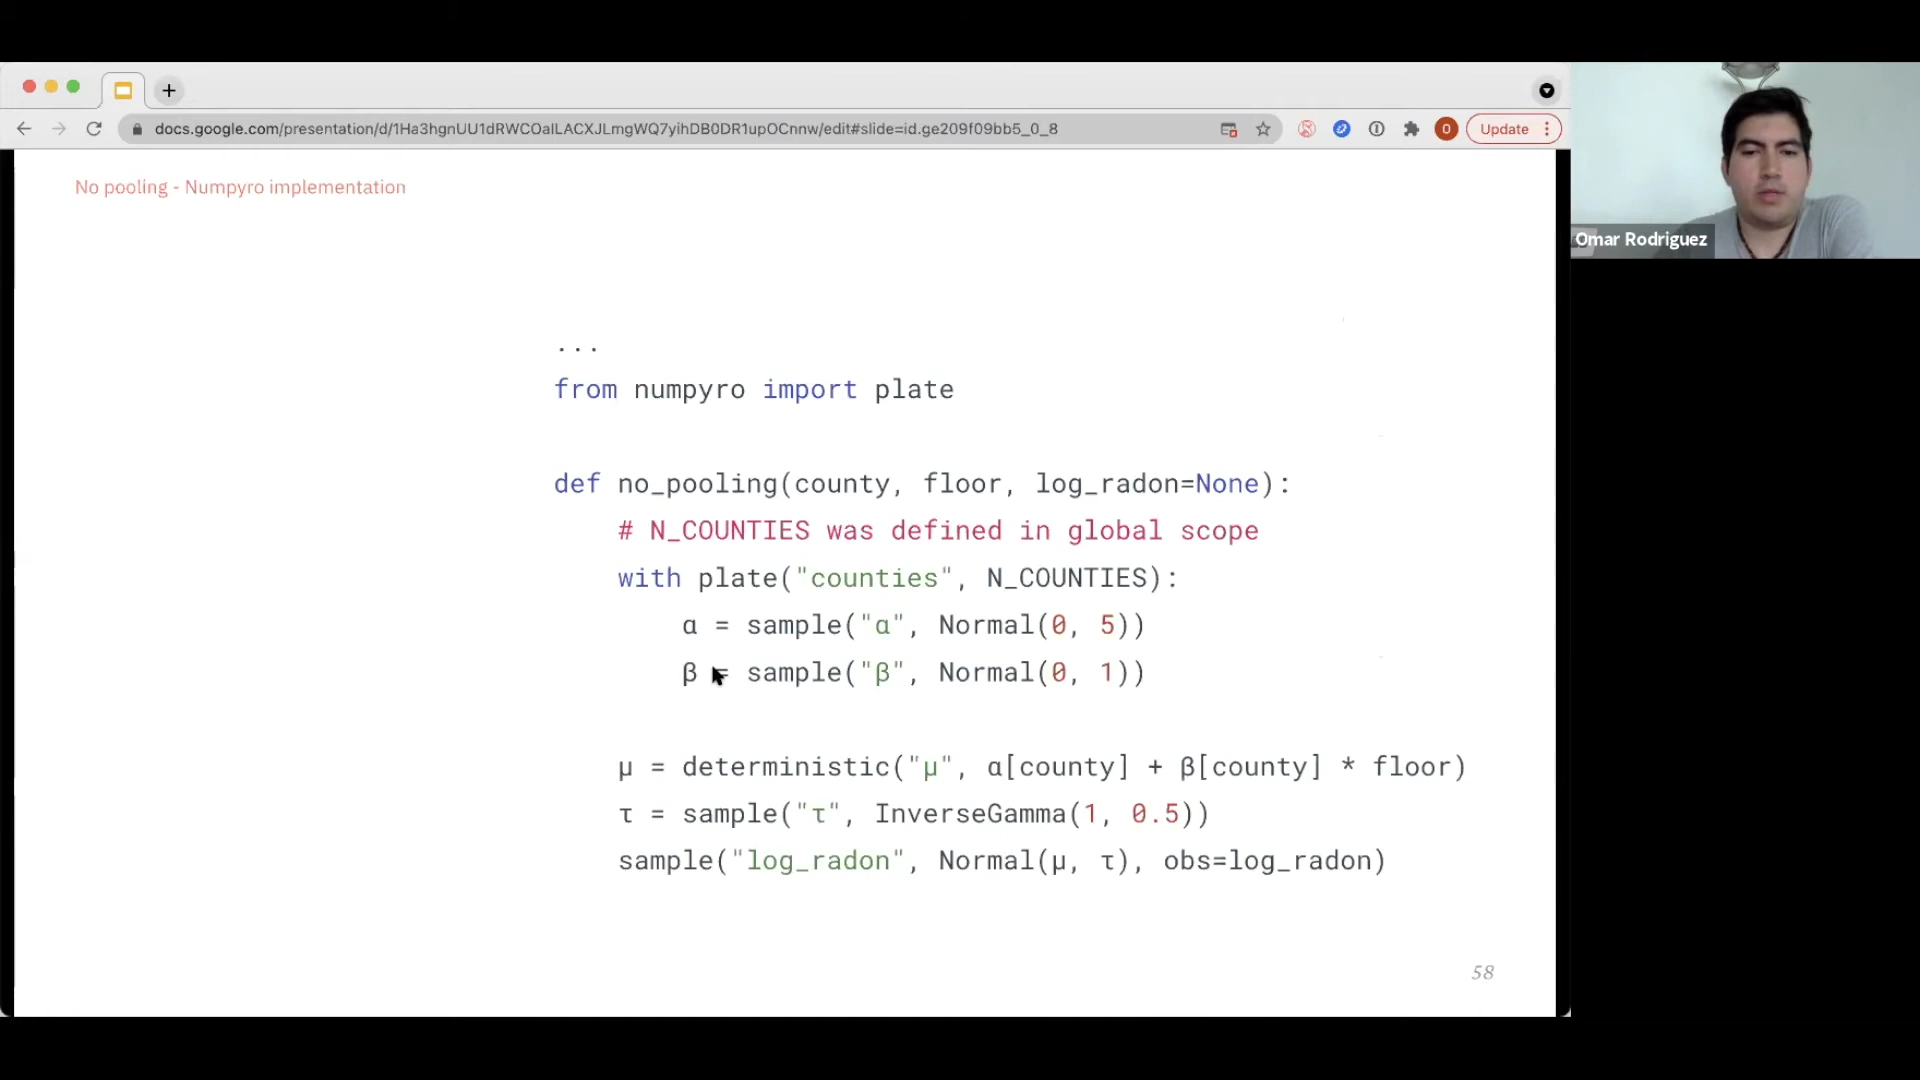 docs.google.com/presentation/d/1Ha3hgnUU1dRWCOalLACXJLmgWQ7yihDB0DR1upOCnnw/edit#slide=id.ge209f09bb5_0_8
O
Update
No pooling - Numpyro implementation
Omar Rodriguez
...
from numpyro import plate
def no_pooling(county, floor, log_radon=None):
# N_COUNTIES was defined in global scope
with plate("counties", N_COUNTIES):
α = sample("α", Normal(0, 5))
β = sample("β", Normal(0, 1))
μ = deterministic("μ", α[county] + β[county] * floor)
τ = sample("τ", InverseGamma(1, 0.5))
sample("log_radon", Normal(μ, τ), obs=log_radon)
58